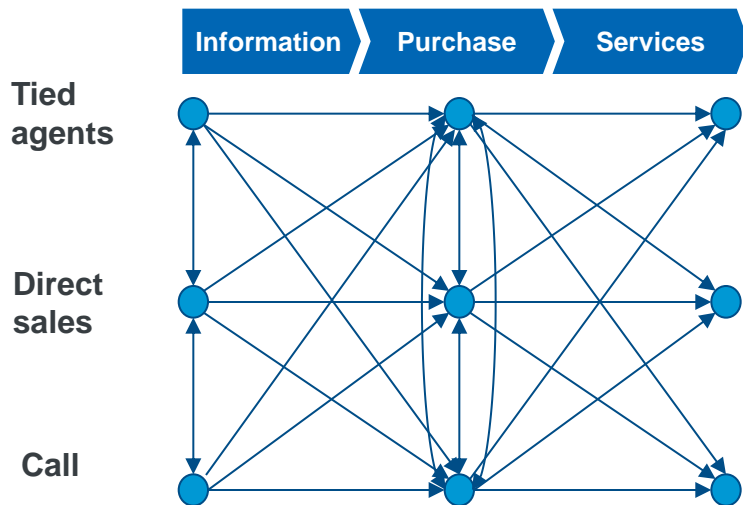 Information Purchase Services
Tied
agents
Direct
sales
Call